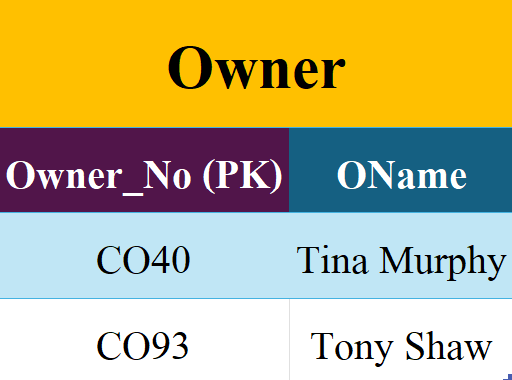 Owner
Owner_No (PK) OName
CO40 Tina Murphy
CO93 Tony Shaw